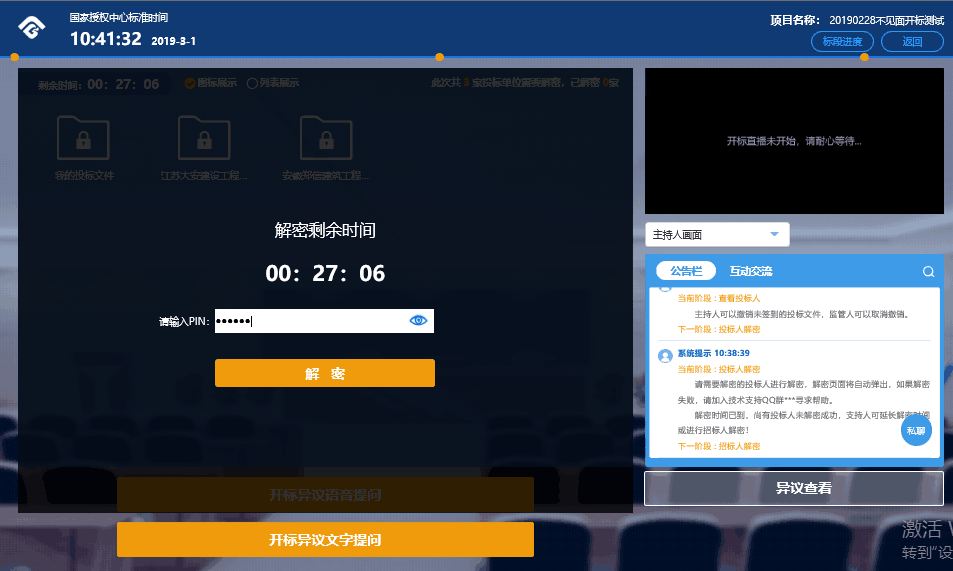 国家授权中心标准时间
10:41:32 2019-3-1
项目名称： 20190228不见面开标测试
标段进度 返回
剩余时间：00：27：06
图标展示 列表展示
此次共 3 家投标单位需要解密，已解密 0家
我的投标文件
江苏大安建设工程...
安徽郑信建筑工程...
解密剩余时间
00：27：06
请输入PIN：
解 密
开标异议语音提问
开标异议文字提问
开标直播未开始，请耐心等待...
主持人画面
公告栏 互动交流
当前阶段：查看投标人
主持人可以撤销未签到的投标文件，监管人可以取消撤销。
下一阶段：投标人解密
系统提示 10:38:39
当前阶段：投标人解密
请需要解密的投标人进行解密，解密页面将自动弹出，如果解密
失败，请加入技术支持QQ群***寻求帮助。
解密时间已到，尚有投标人未解密成功，支持人可延长解密时间
或进行招标人解密！
下一阶段：招标人解密
私聊
异议查看
激活
转到"设